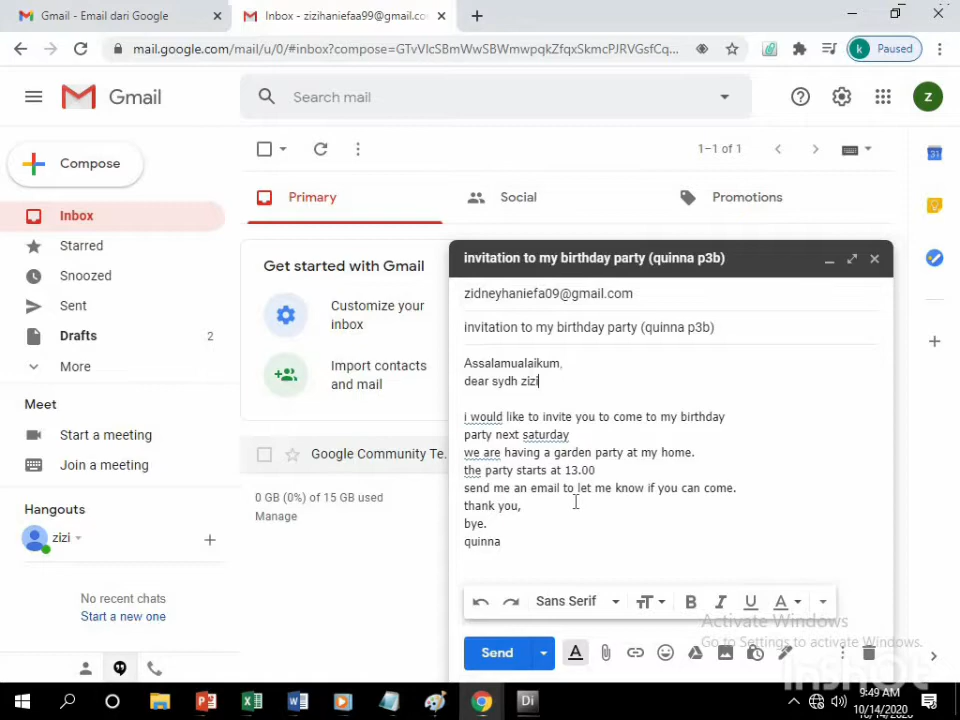 Gmail - Email dari Google
Inbox - zizihaniefaa99@gmail.co
mail.google.com/mail/u/0/#inbox?compose=GTvVlcSBmWwSBWmwpqkZfqxSkmcPJRVGsfCq...
Paused
Gmail
Search mail
Z
Compose
1–1 of 1
Inbox
Primary
Social
Promotions
Starred
Snoozed
Sent
Drafts
2
More
Get started with Gmail
Customize your
inbox
Import contacts
and mail
Google Community Te.
0 GB (0%) of 15 GB used
Manage
Meet
Start a meeting
Join a meeting
Hangouts
zizi
No recent chats
Start a new one
invitation to my birthday party (quinna p3b)
zidneyhaniefa09@gmail.com
invitation to my birthday party (quinna p3b)
Assalamualaikum,
dear sydh zizi
i would like to invite you to come to my birthday
party next saturday
we are having a garden party at my home.
the party starts at 13.00
send me an email to let me know if you can come.
thank you,
bye.
quinna
Sans Serif
B I U A
Send
Activate Windows
Go to Settings to activate Windows.
InShot
Di
9:49 AM
10/14/2020